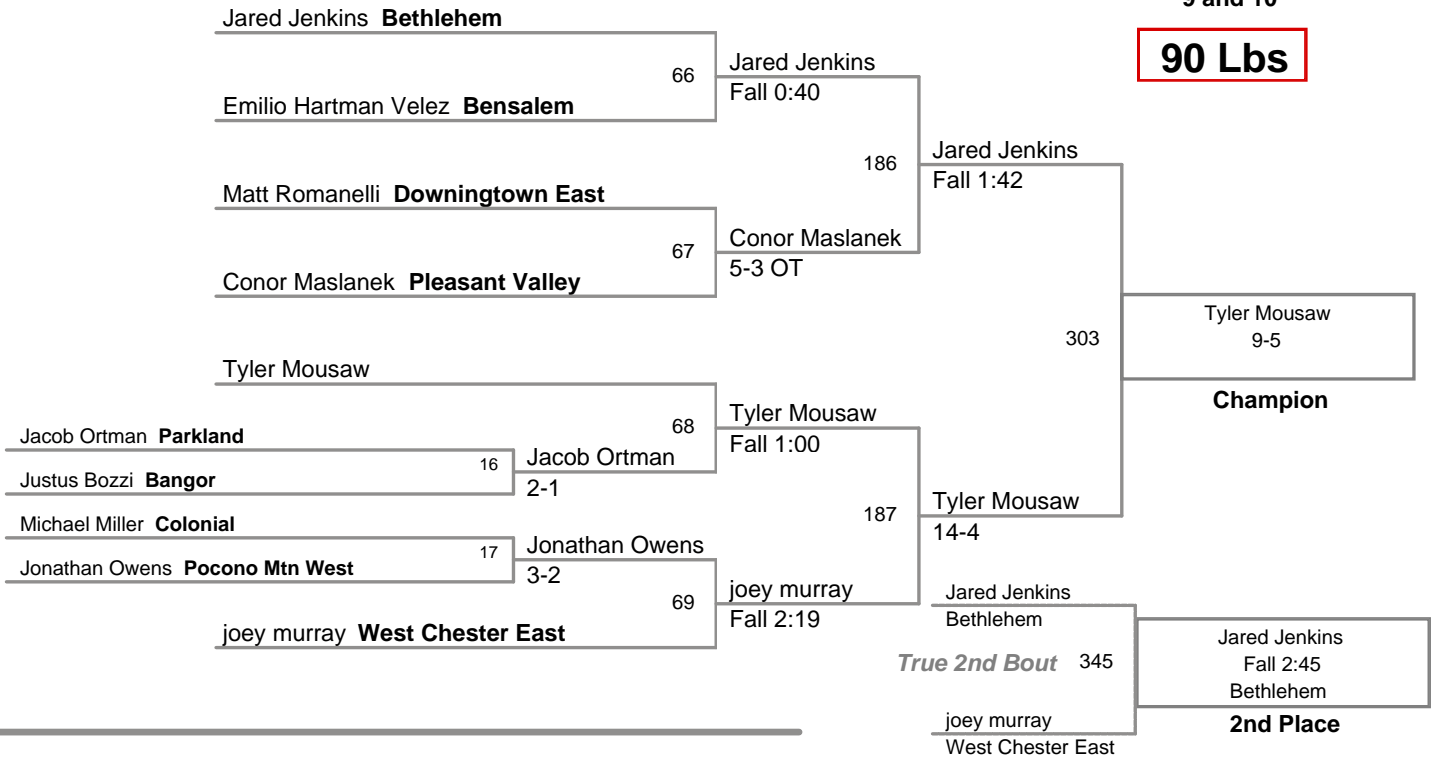 9 and 10
90 Lbs
Jared Jenkins Bethlehem
66
Emilio Hartman Velez Bensalem
Jared Jenkins
Fall 0:40
Matt Romanelli Downingtown East
67
Conor Maslanek Pleasant Valley
Conor Maslanek
5-3 OT
186
Jared Jenkins
Fall 1:42
Tyler Mousaw
68
Jacob Ortman Parkland
16
Justus Bozzi Bangor
Jacob Ortman
2-1
Tyler Mousaw
Fall 1:00
Michael Miller Colonial
17
Jonathan Owens Pocono Mtn West
Jonathan Owens
3-2
69
joey murray West Chester East
joey murray
Fall 2:19
187
Tyler Mousaw
14-4
303
Tyler Mousaw
9-5
Champion
Jared Jenkins
Bethlehem
True 2nd Bout 345
joey murray
West Chester East
Jared Jenkins
Fall 2:45
Bethlehem
2nd Place